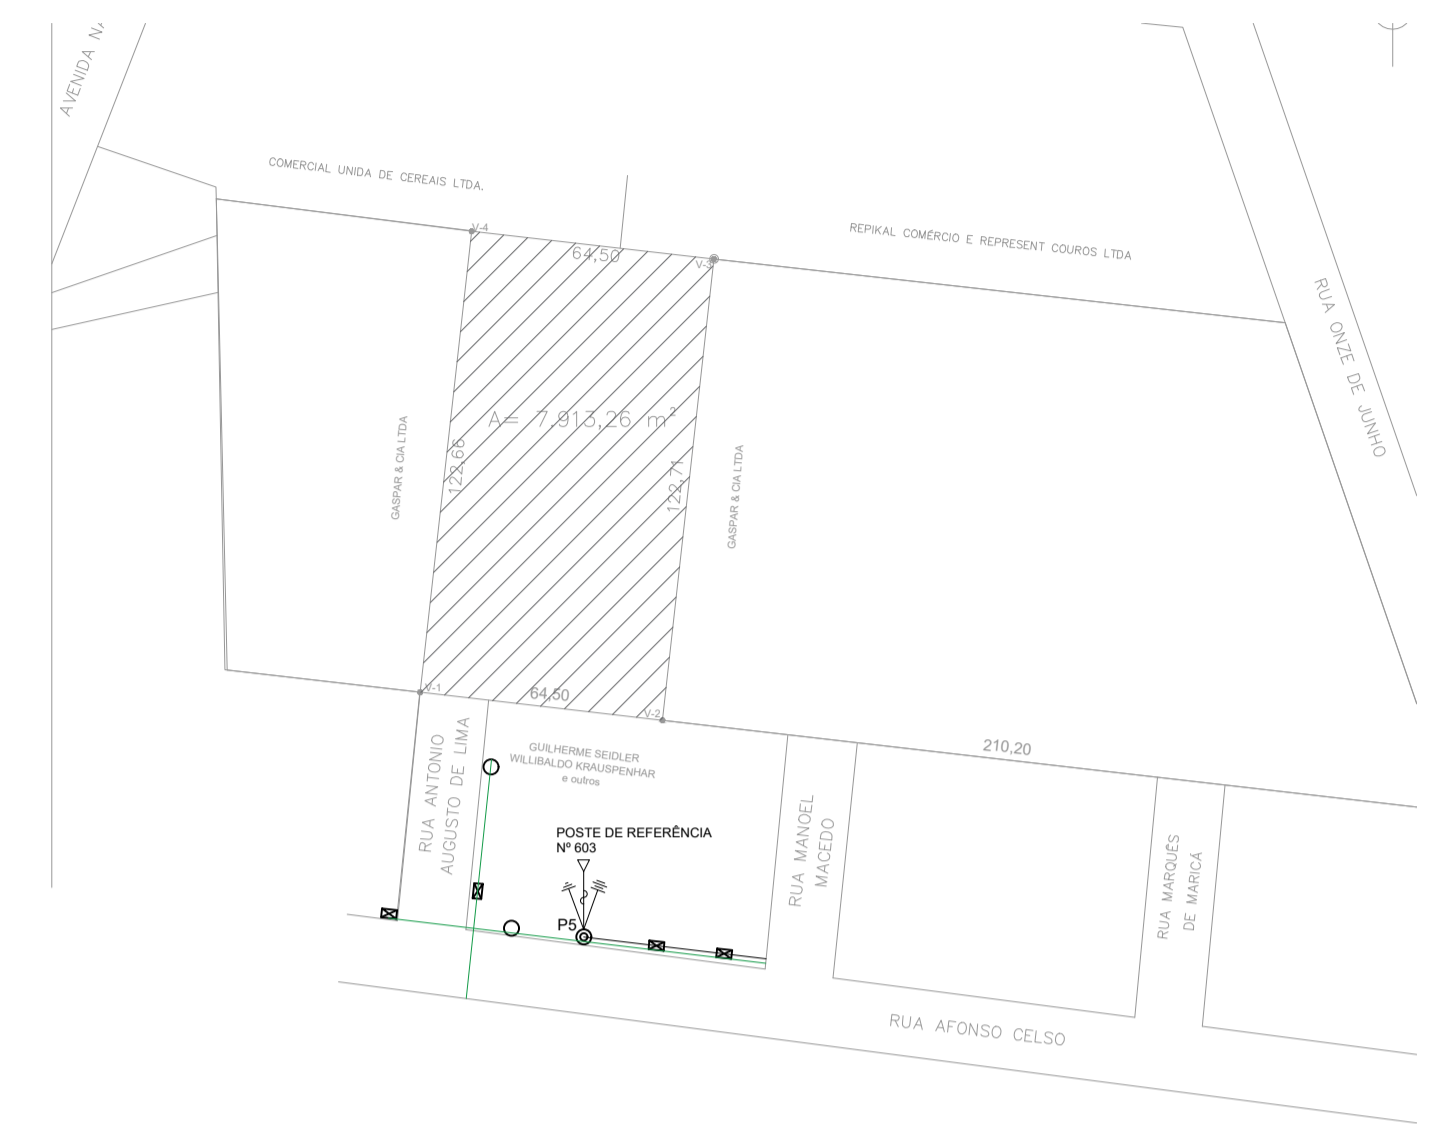 AVENIDA
COMERCIAL UNIDA DE CEREAIS LTDA.
V-4
64,50
V-3
REPIKAL COMÉRCIO E REPRESENT COUROS LTDA
RUA ONZE DE JUNHO
A= 7.913,26 m²
GASPAR & CIA LTDA
122,66
122,71
GASPAR & CIA LTDA
V-1
64,50
V-2
210,20
RUA ANTONIO
AUGUSTO DE LIMA
GUILHERME SEIDLER
WILLIBALDO KRAUSPENHAR
e outros
POSTE DE REFERÊNCIA
Nº 603
P5
RUA MANOEL
MACEDO
RUA MARQUÊS
DE MARICÁ
RUA AFONSO CELSO